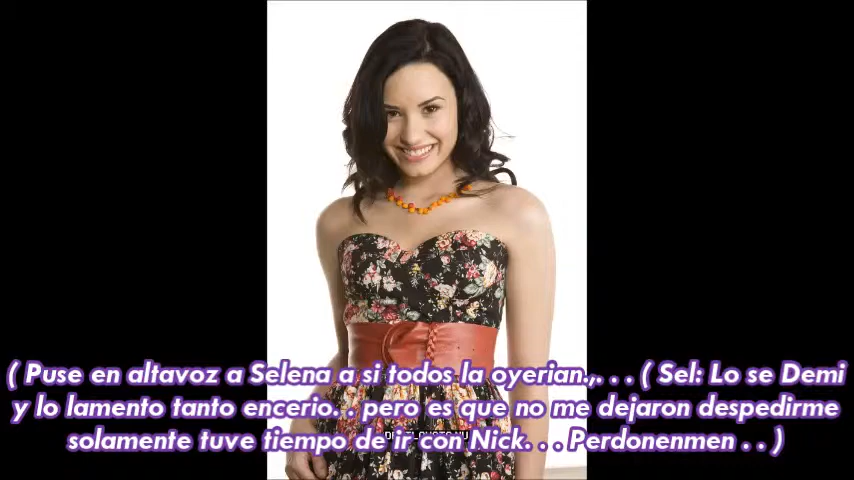 ( Puse en altavoz a Selena a si todos la oyerian.,. . . ( Sel: Lo se Demi
y lo lamento tanto encerio. . pero es que no me dejaron despedirme
solamente tuve tiempo de ir con Nick. . . Perdonenmen . . )